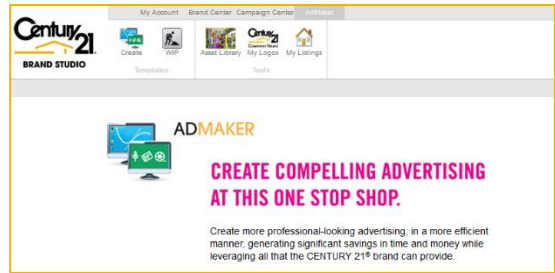 My Account Brand Center Campaign Center AdMaker
Century 21
BRAND STUDIO
Create WIP Asset Library My Logos My Listings
Templates Tools
ADMAKER
CREATE COMPELLING ADVERTISING
AT THIS ONE STOP SHOP.
Create more professional-looking advertising, in a more efficient
manner, generating significant savings in time and money while
leveraging all that the CENTURY 21® brand can provide.